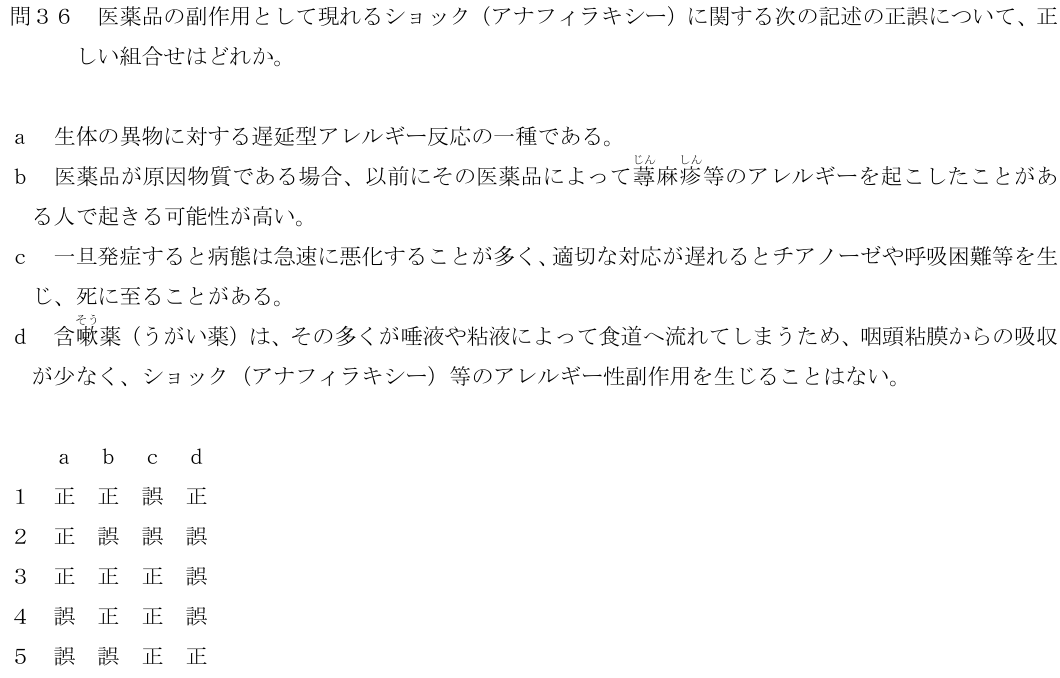 問３６　医薬品の副作用として現れるショック（アナフィラキシー）に関する次の記述の正誤について、正
しい組合せはどれか。
ａ　生体の異物に対する遅延型アレルギー反応の一種である。
じん　しん
ｂ　医薬品が原因物質である場合、以前にその医薬品によって蕁麻疹等のアレルギーを起こしたことがあ
る人で起きる可能性が高い。
ｃ　一旦発症すると病態は急速に悪化することが多く、適切な対応が遅れるとチアノーゼや呼吸困難等を生
じ、死に至ることがある。
そう
ｄ　含嗽薬（うがい薬）は、その多くが唾液や粘液によって食道へ流れてしまうため、咽頭粘膜からの吸収
が少なく、ショック（アナフィラキシー）等のアレルギー性副作用を生じることはない。
ａ　ｂ　ｃ　ｄ
１　正　正　誤　正
２　正　誤　誤　誤
３　正　正　正　誤
４　誤　正　正　誤
５　誤　誤　正　正